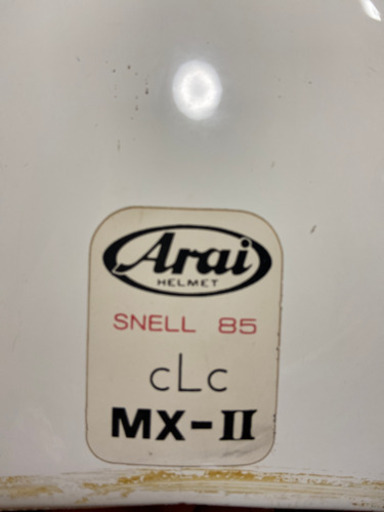 Arai
HELMET
SNELL 85
cLc
MX-II